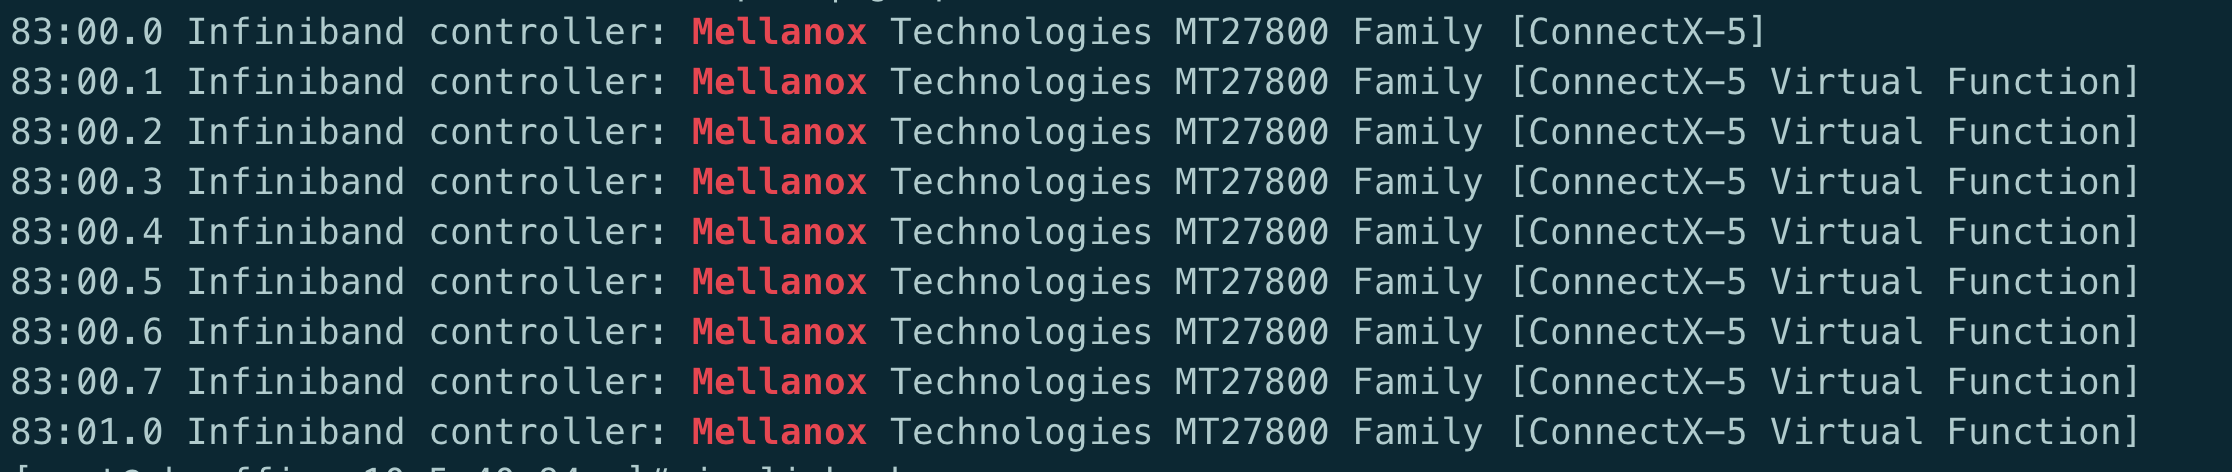 83:00.0 Infiniband controller: Mellanox Technologies MT27800 Family [ConnectX-5]
83:00.1 Infiniband controller: Mellanox Technologies MT27800 Family [ConnectX-5 Virtual Function]
83:00.2 Infiniband controller: Mellanox Technologies MT27800 Family [ConnectX-5 Virtual Function]
83:00.3 Infiniband controller: Mellanox Technologies MT27800 Family [ConnectX-5 Virtual Function]
83:00.4 Infiniband controller: Mellanox Technologies MT27800 Family [ConnectX-5 Virtual Function]
83:00.5 Infiniband controller: Mellanox Technologies MT27800 Family [ConnectX-5 Virtual Function]
83:00.6 Infiniband controller: Mellanox Technologies MT27800 Family [ConnectX-5 Virtual Function]
83:00.7 Infiniband controller: Mellanox Technologies MT27800 Family [ConnectX-5 Virtual Function]
83:01.0 Infiniband controller: Mellanox Technologies MT27800 Family [ConnectX-5 Virtual Function]